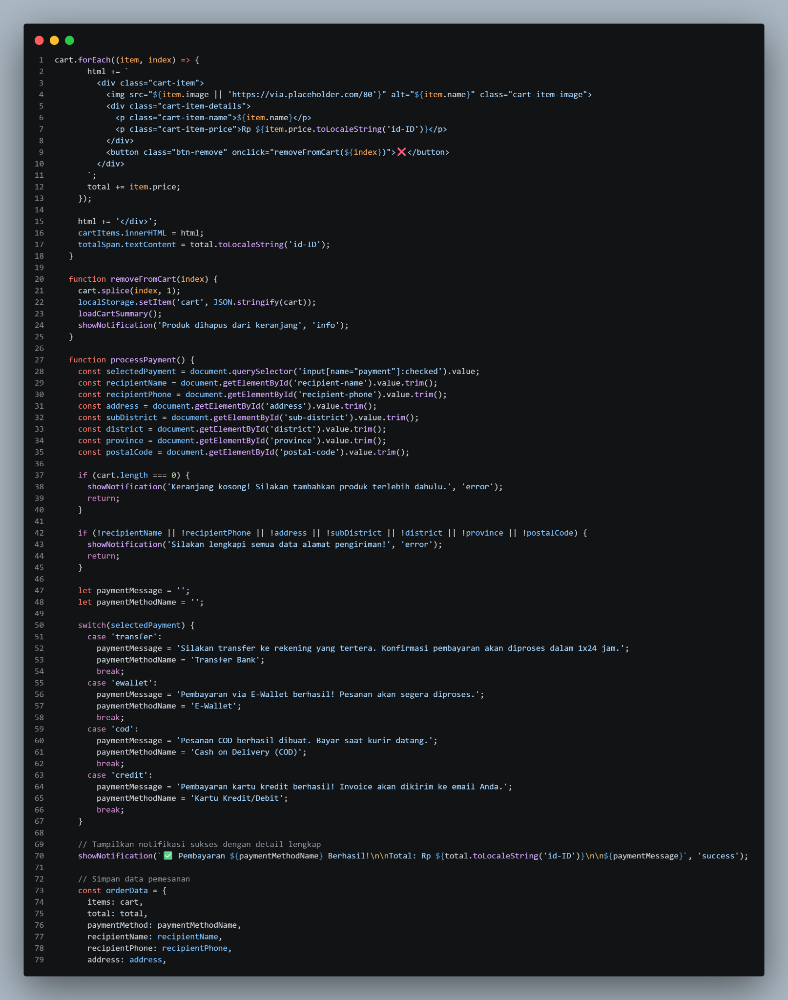 1 cart.forEach((item, index) => {
2 html += `
3 <div class="cart-item">
4 <img src="${item.image || 'https://via.placeholder.com/80'}" alt="${item.name}" class="cart-item-image">
5 <div class="cart-item-details">
6 <p class="cart-item-name">${item.name}</p>
7 <p class="cart-item-price">Rp ${item.price.toLocaleString('id-ID')}</p>
8 </div>
9 <button class="btn-remove" onclick="removeFromCart(${index})">❌</button>
10 </div>
11 `;
12 total += item.price;
13 });
14
15 html += '</div>';
16 cartItems.innerHTML = html;
17 totalSpan.textContent = total.toLocaleString('id-ID');
18 }
19
20 function removeFromCart(index) {
21 cart.splice(index, 1);
22 localStorage.setItem('cart', JSON.stringify(cart));
23 loadCartSummary();
24 showNotification('Produk dihapus dari keranjang', 'info');
25 }
26
27 function processPayment() {
28 const selectedPayment = document.querySelector('input[name="payment"]:checked').value;
29 const recipientName = document.getElementById('recipient-name').value.trim();
30 const recipientPhone = document.getElementById('recipient-phone').value.trim();
31 const address = document.getElementById('address').value.trim();
32 const subDistrict = document.getElementById('sub-district').value.trim();
33 const district = document.getElementById('district').value.trim();
34 const province = document.getElementById('province').value.trim();
35 const postalCode = document.getElementById('postal-code').value.trim();
36
37 if (cart.length === 0) {
38 showNotification('Keranjang kosong! Silakan tambahkan produk terlebih dahulu.', 'error');
39 return;
40 }
41
42 if (!recipientName || !recipientPhone || !address || !subDistrict || !district || !province || !postalCode) {
43 showNotification('Silakan lengkapi semua data alamat pengiriman!', 'error');
44 return;
45 }
46
47 let paymentMessage = '';
48 let paymentMethodName = '';
49
50 switch(selectedPayment) {
51 case 'transfer':
52 paymentMessage = 'Silakan transfer ke rekening yang tertera. Konfirmasi pembayaran akan diproses dalam 1x24 jam.';
53 paymentMethodName = 'Transfer Bank';
54 break;
55 case 'ewallet':
56 paymentMessage = 'Pembayaran via E-Wallet berhasil! Pesanan akan segera diproses.';
57 paymentMethodName = 'E-Wallet';
58 break;
59 case 'cod':
60 paymentMessage = 'Pesanan COD berhasil dibuat. Bayar saat kurir datang.';
61 paymentMethodName = 'Cash on Delivery (COD)';
62 break;
63 case 'credit':
64 paymentMessage = 'Pembayaran kartu kredit berhasil! Invoice akan dikirim ke email Anda.';
65 paymentMethodName = 'Kartu Kredit/Debit';
66 break;
67 }
68
69 // Tampilkan notifikasi sukses dengan detail lengkap
70 showNotification(`✅ Pembayaran ${paymentMethodName} Berhasil!\n\nTotal: Rp ${total.toLocaleString('id-ID')}\n\n${paymentMessage}`, 'success');
71
72 // Simpan data pemesanan
73 const orderData = {
74 items: cart,
75 total: total,
76 paymentMethod: paymentMethodName,
77 recipientName: recipientName,
78 recipientPhone: recipientPhone,
79 address: address,